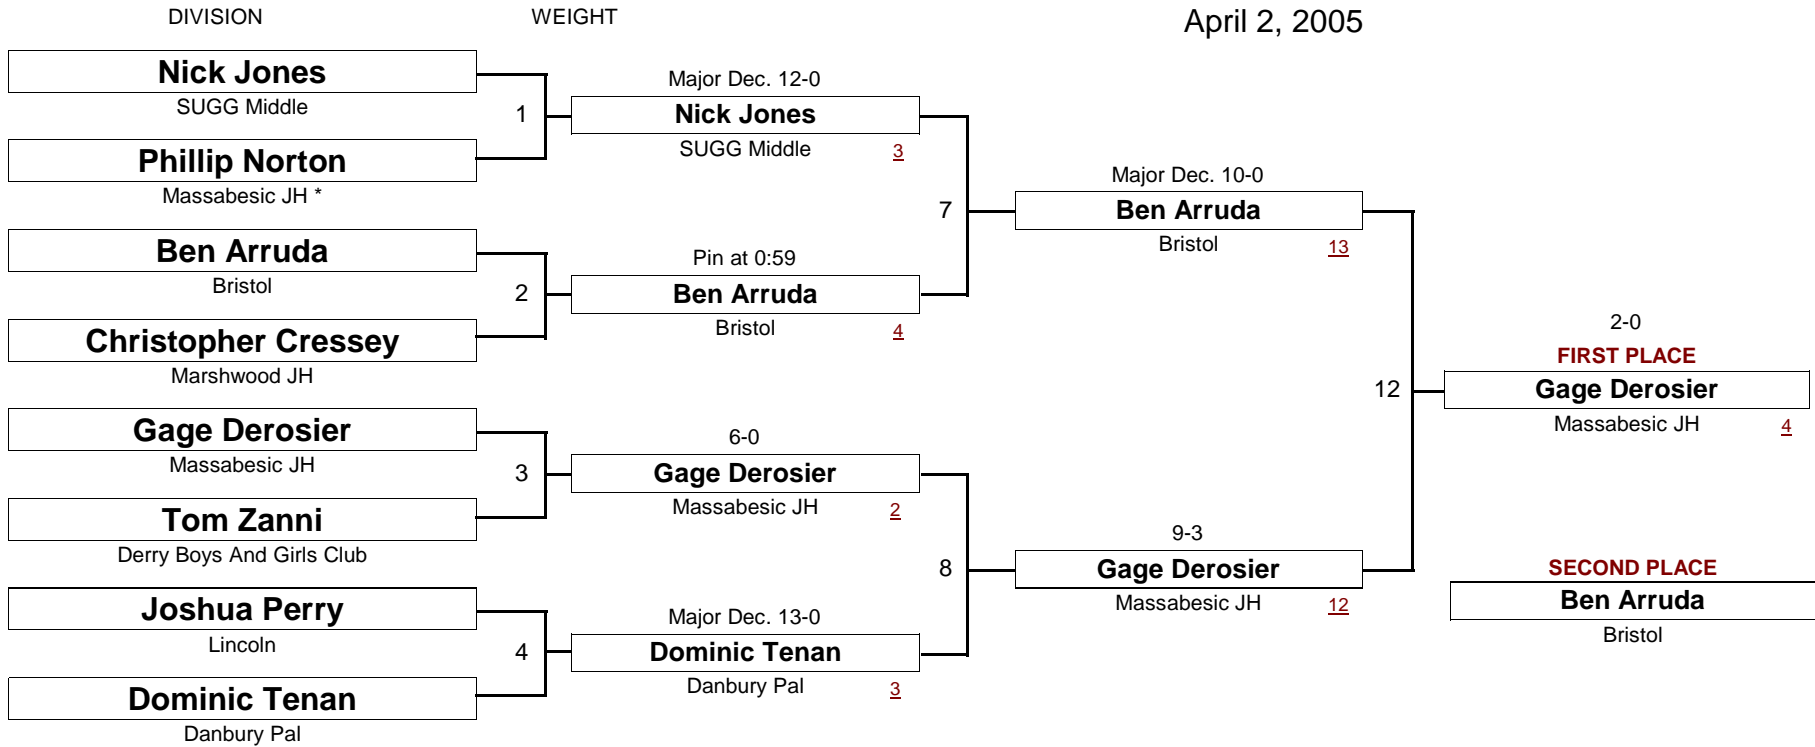 DIVISION
WEIGHT
April 2, 2005
Nick Jones
SUGG Middle
1
Phillip Norton
Massabesic JH *
Ben Arruda
Bristol
2
Christopher Cressey
Marshwood JH
Gage Derosier
Massabesic JH
3
Tom Zanni
Derry Boys And Girls Club
Joshua Perry
Lincoln
4
Dominic Tenan
Danbury Pal
Major Dec. 12-0
Nick Jones
SUGG Middle 3
7
Pin at 0:59
Ben Arruda
Bristol 4
6-0
Gage Derosier
Massabesic JH 2
8
Major Dec. 13-0
Dominic Tenan
Danbury Pal 3
Major Dec. 10-0
Ben Arruda
Bristol 13
12
9-3
Gage Derosier
Massabesic JH 12
2-0
FIRST PLACE
Gage Derosier
Massabesic JH 4
SECOND PLACE
Ben Arruda
Bristol